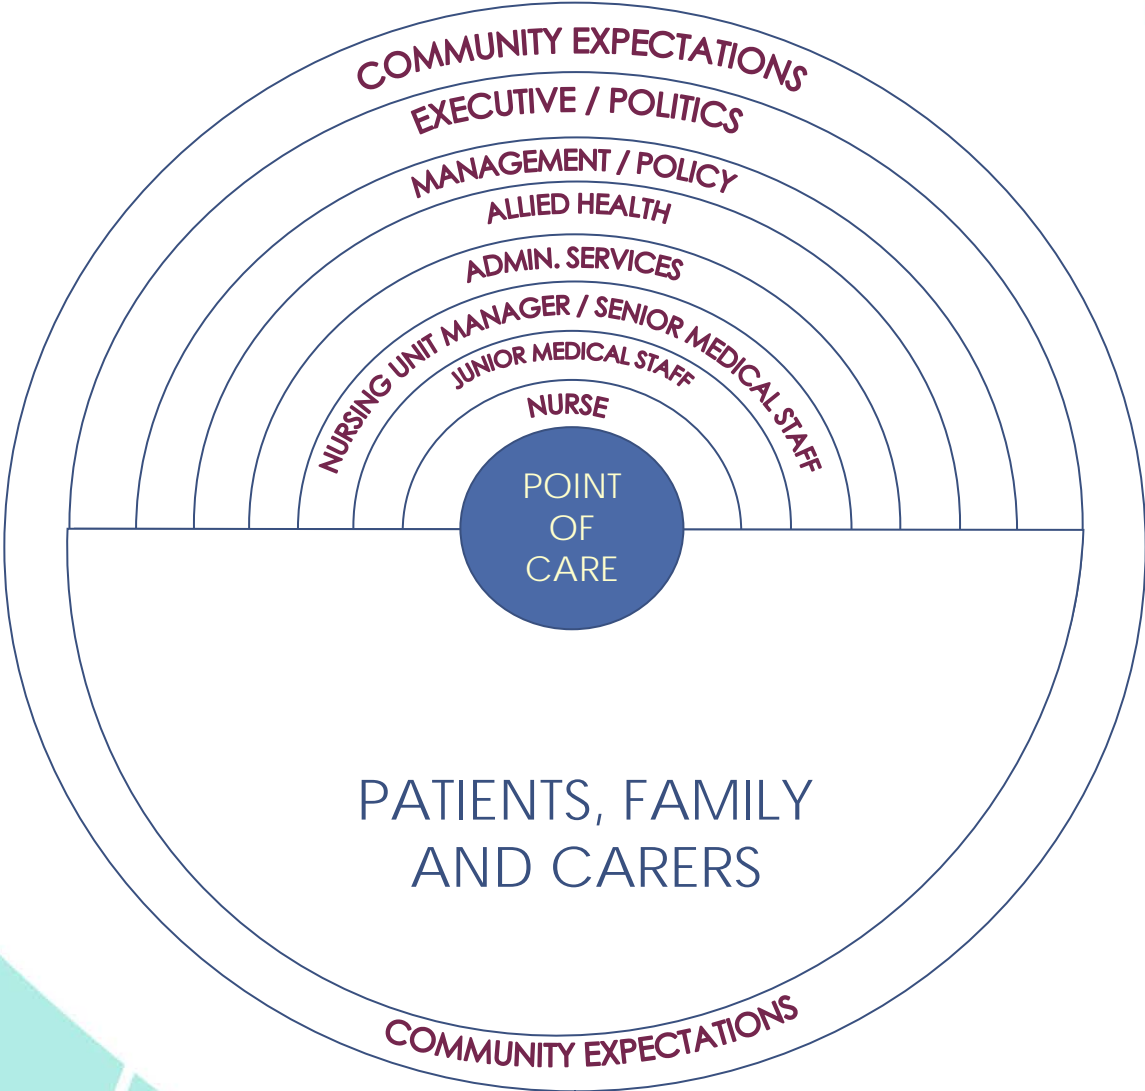 COMMUNITY EXPECTATIONS
EXECUTIVE / POLITICS
MANAGEMENT / POLICY
ALLIED HEALTH
ADMIN. SERVICES
NURSING UNIT MANAGER / SENIOR MEDICAL STAFF
JUNIOR MEDICAL STAFF
NURSE
POINT
OF
CARE
PATIENTS, FAMILY
AND CARERS
COMMUNITY EXPECTATIONS